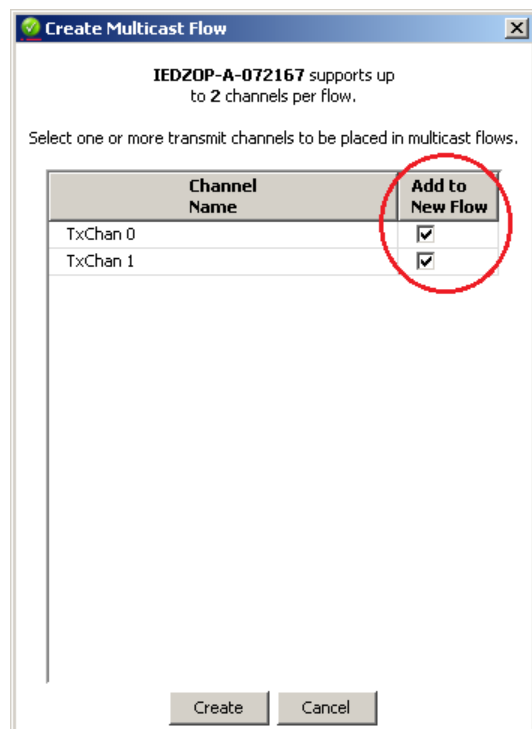 Create Multicast Flow
IEDZOP-A-072167 supports up
to 2 channels per flow.
Select one or more transmit channels to be placed in multicast flows.
Channel Name
Add to New Flow
TxChan 0
TxChan 1
Create
Cancel